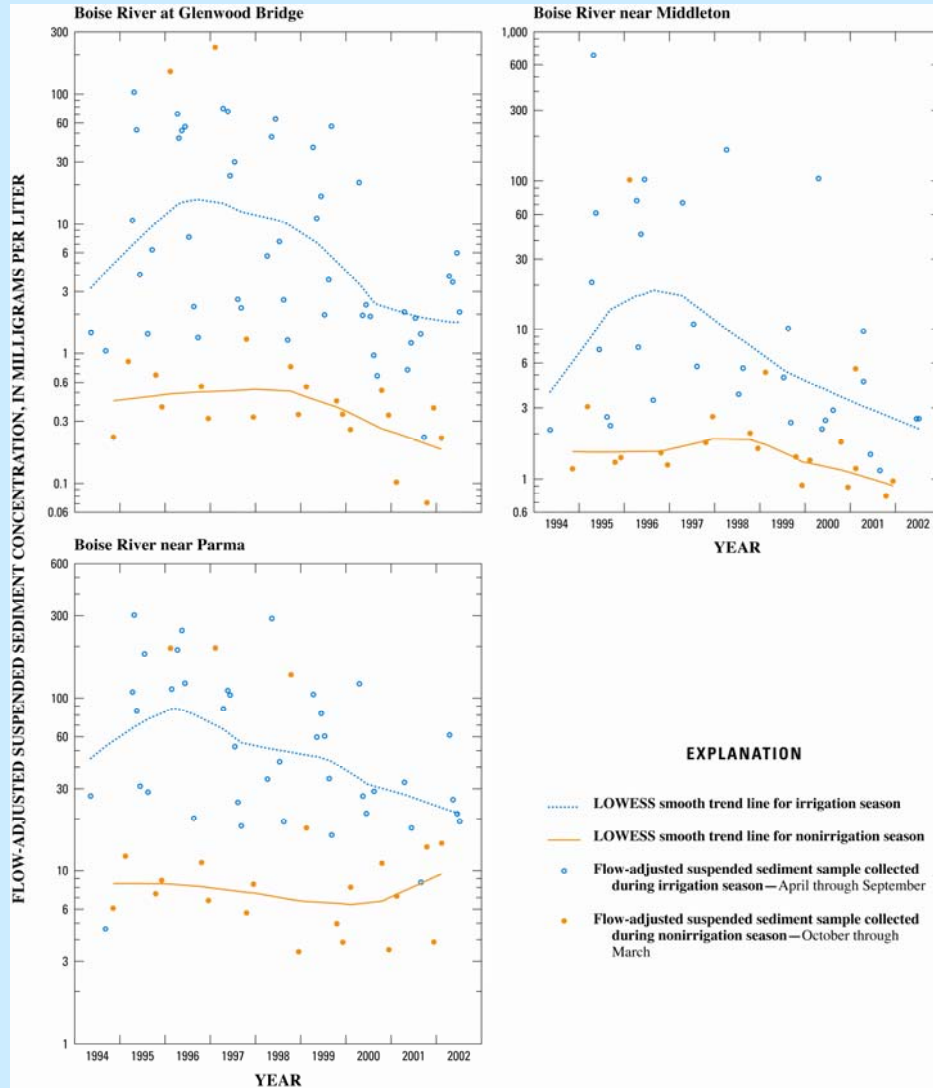 Boise River at Glenwood Bridge
300
100
60
30
10
6
3
1
0.6
0.3
0.1
0.06
Boise River near Middleton
1,000
600
300
100
60
30
10
6
3
1
0.6
1994 1995 1996 1997 1998 1999 2000 2001 2002
YEAR
FLOW-ADJUSTED SUSPENDED SEDIMENT CONCENTRATION, IN MILLIGRAMS PER LITER
Boise River near Parma
600
300
100
60
30
10
6
3
1
1994 1995 1996 1997 1998 1999 2000 2001 2002
YEAR
EXPLANATION
LOWESS smooth trend line for irrigation season
LOWESS smooth trend line for nonirrigation season
Flow-adjusted suspended sediment sample collected
during irrigation season—April through September
Flow-adjusted suspended sediment sample collected
during nonirrigation season—October through
March